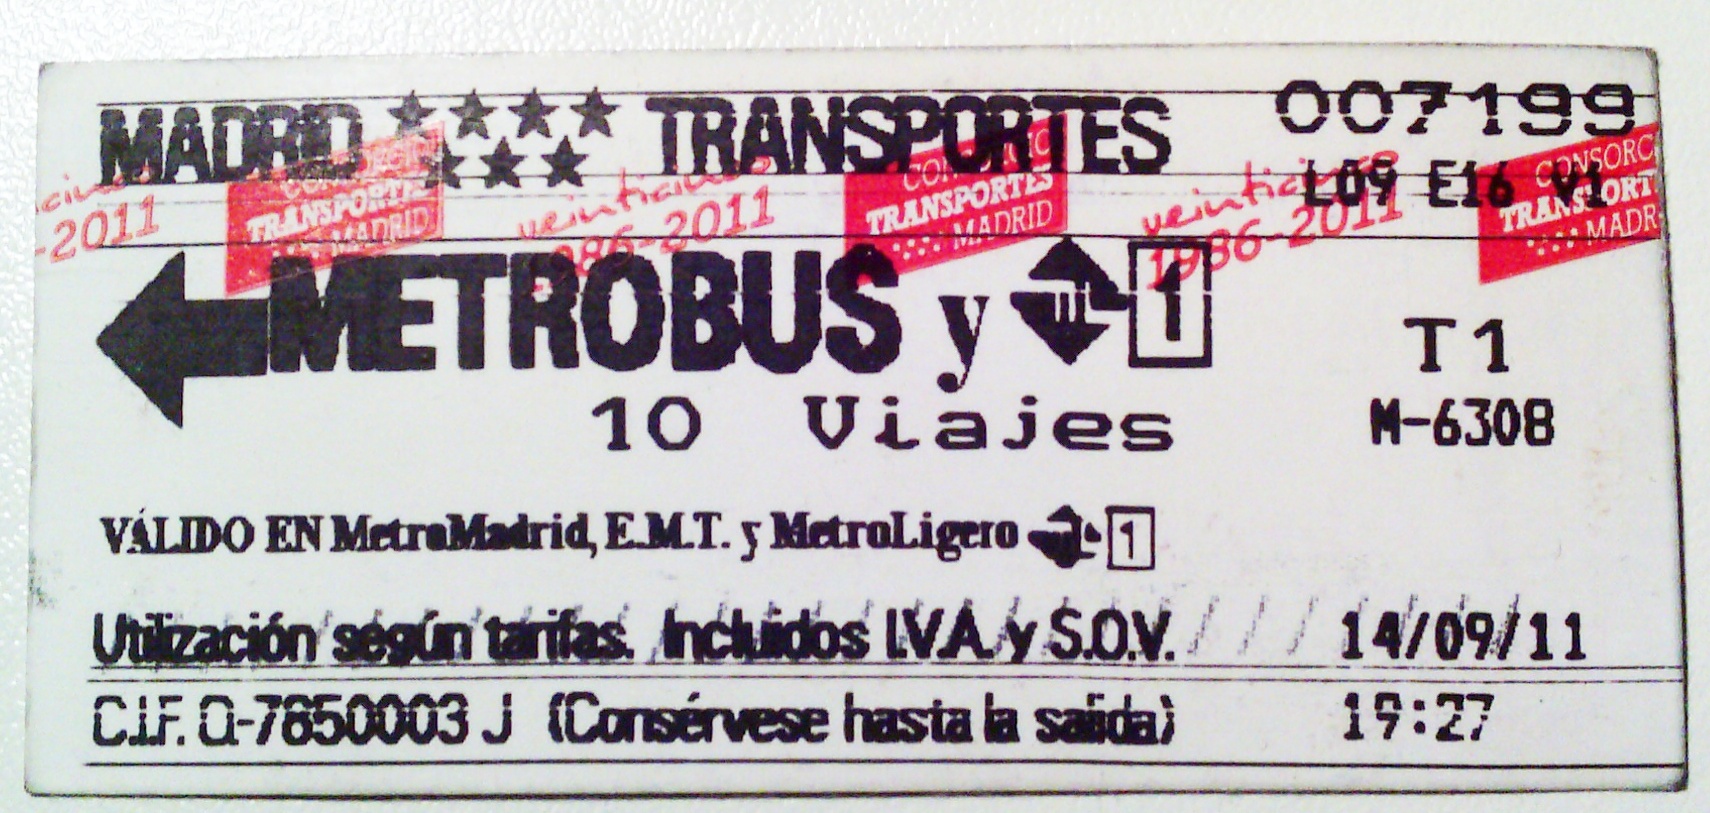 MADRID TRANSPORTES 007199
L09 E16 V1
CONSORCIO TRANSPORTES MADRID
veinticinco
1986-2011
METROBUS y 1
T1
10 Viajes M-6308
VÁLIDO EN MetroMadrid, E.M.T. y MetroLigero 1
Utilización según tarifas. Incluidos I.V.A. y S.O.V. 14/09/11
C.I.F. Q-7850003 J (Consérvese hasta la salida) 19:27